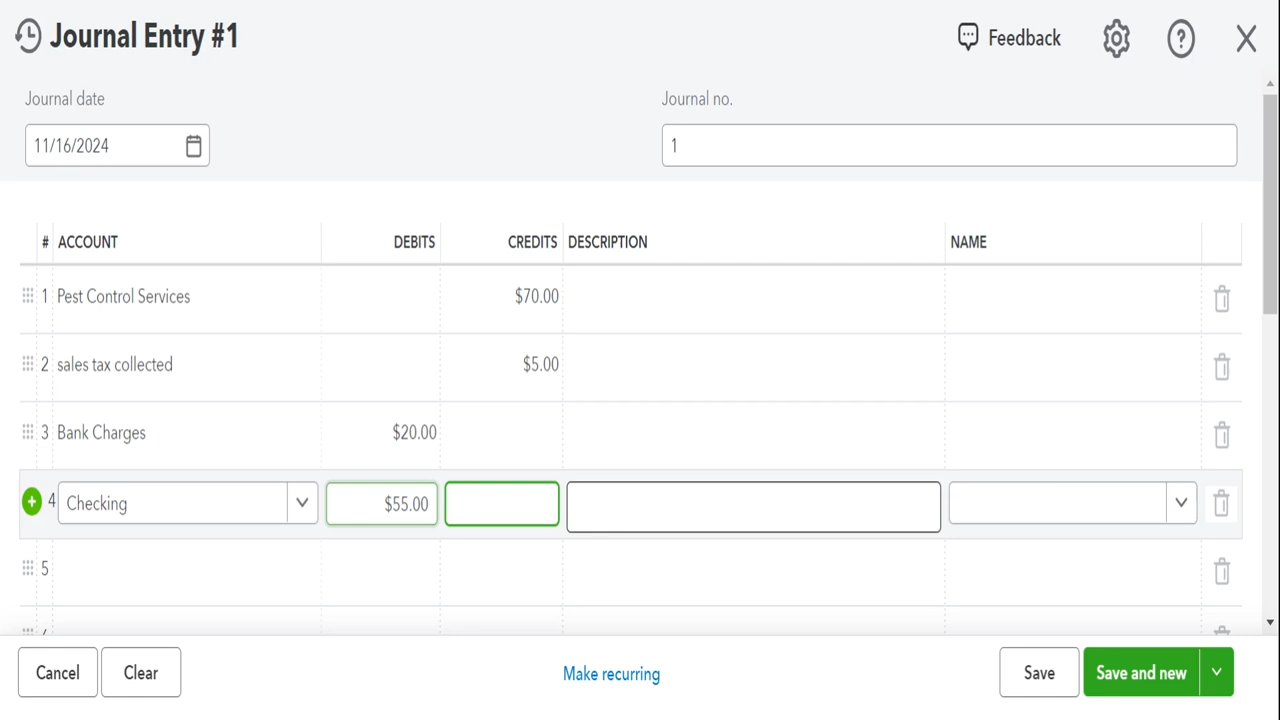 Journal Entry #1
Feedback
Journal date
Journal no.
11/16/2024
1
# ACCOUNT DEBITS CREDITS DESCRIPTION NAME
1 Pest Control Services $70.00
2 sales tax collected $5.00
3 Bank Charges $20.00
4 Checking $55.00
5
Cancel Clear Make recurring Save Save and new